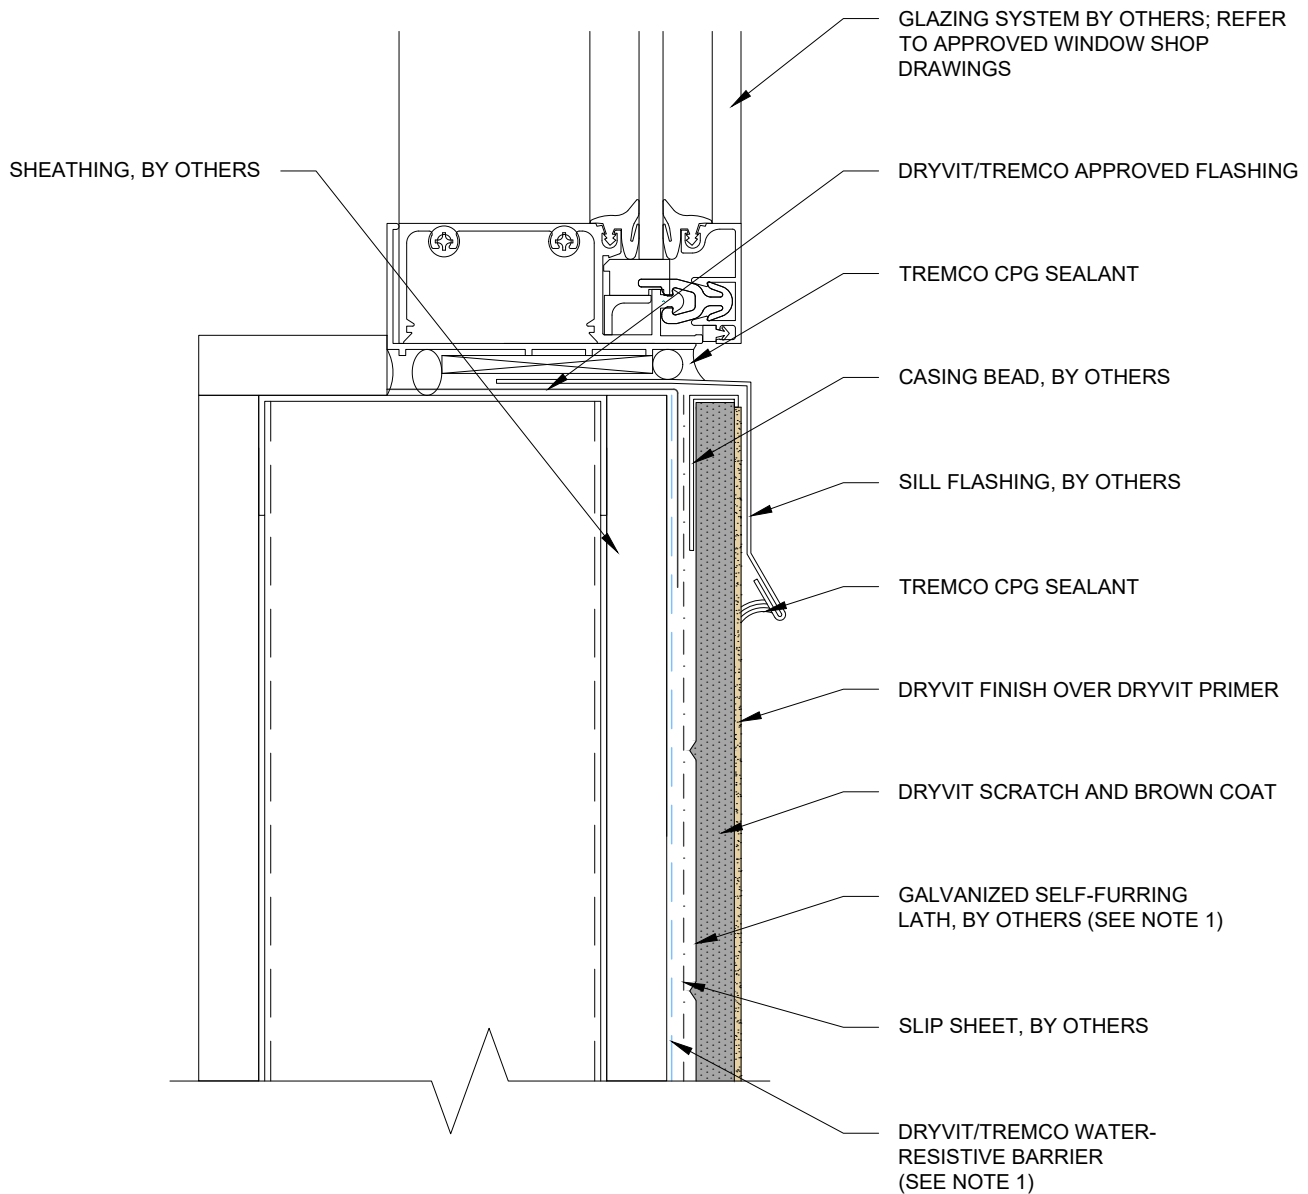 GLAZING SYSTEM BY OTHERS; REFER
TO APPROVED WINDOW SHOP
DRAWINGS
SHEATHING, BY OTHERS
DRYVIT/TREMCO APPROVED FLASHING
TREMCO CPG SEALANT
CASING BEAD, BY OTHERS
SILL FLASHING, BY OTHERS
TREMCO CPG SEALANT
DRYVIT FINISH OVER DRYVIT PRIMER
DRYVIT SCRATCH AND BROWN COAT
GALVANIZED SELF-FURRING
LATH, BY OTHERS (SEE NOTE 1)
SLIP SHEET, BY OTHERS
DRYVIT/TREMCO WATER-
RESISTIVE BARRIER
(SEE NOTE 1)